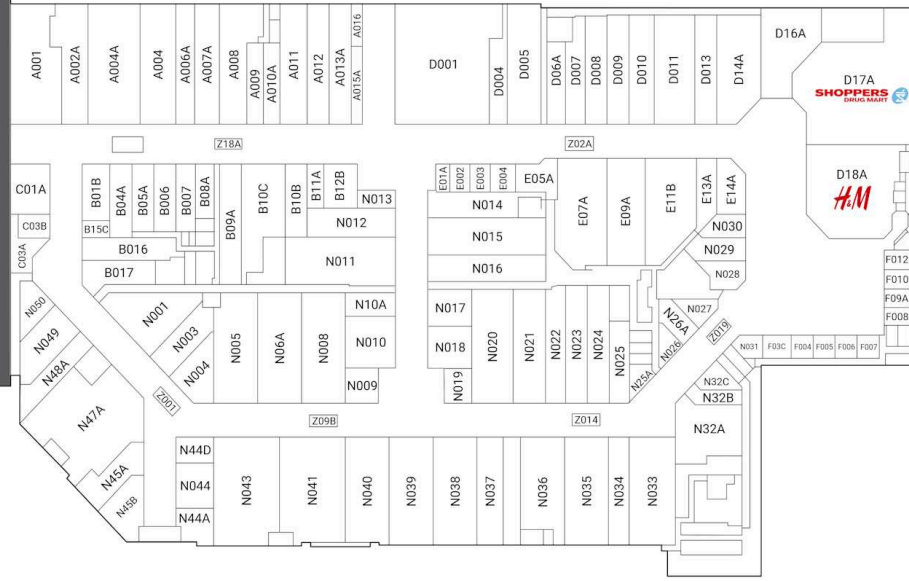 A001
A002A
A004A
A004
A006A
A007A
A008
A009
A010A
A011
A012
A013A
A016
A015A
D001
D004
D005
D06A
D007
D008
D009
D010
D011
D013
D14A
D16A
D17A
SHOPPERS
DRUG MART
Z18A
Z02A
C01A
C03B
C03A
B01B
B15C
B04A
B05A
B006
B007
B08A
B09A
B10C
B10B
B11A
B12B
N013
N012
N011
B016
B017
E01A
E002
E003
E004
E05A
N014
N015
N016
E07A
E09A
E11B
E13A
E14A
N030
N029
N028
N027
D18A
H&M
F012
F010
F09A
F008
N050
N049
N48A
N47A
N45A
N45B
N001
N003
N004
N005
N06A
N008
N10A
N010
N009
N017
N018
N019
N020
N021
N022
N023
N024
N025
N25A
N26A
N026
Z019
N031
F03C
F004
F005
F006
F007
N32C
N32B
N32A
Z001
Z09B
Z014
N44D
N044
N44A
N043
N041
N040
N039
N038
N037
N036
N035
N034
N033